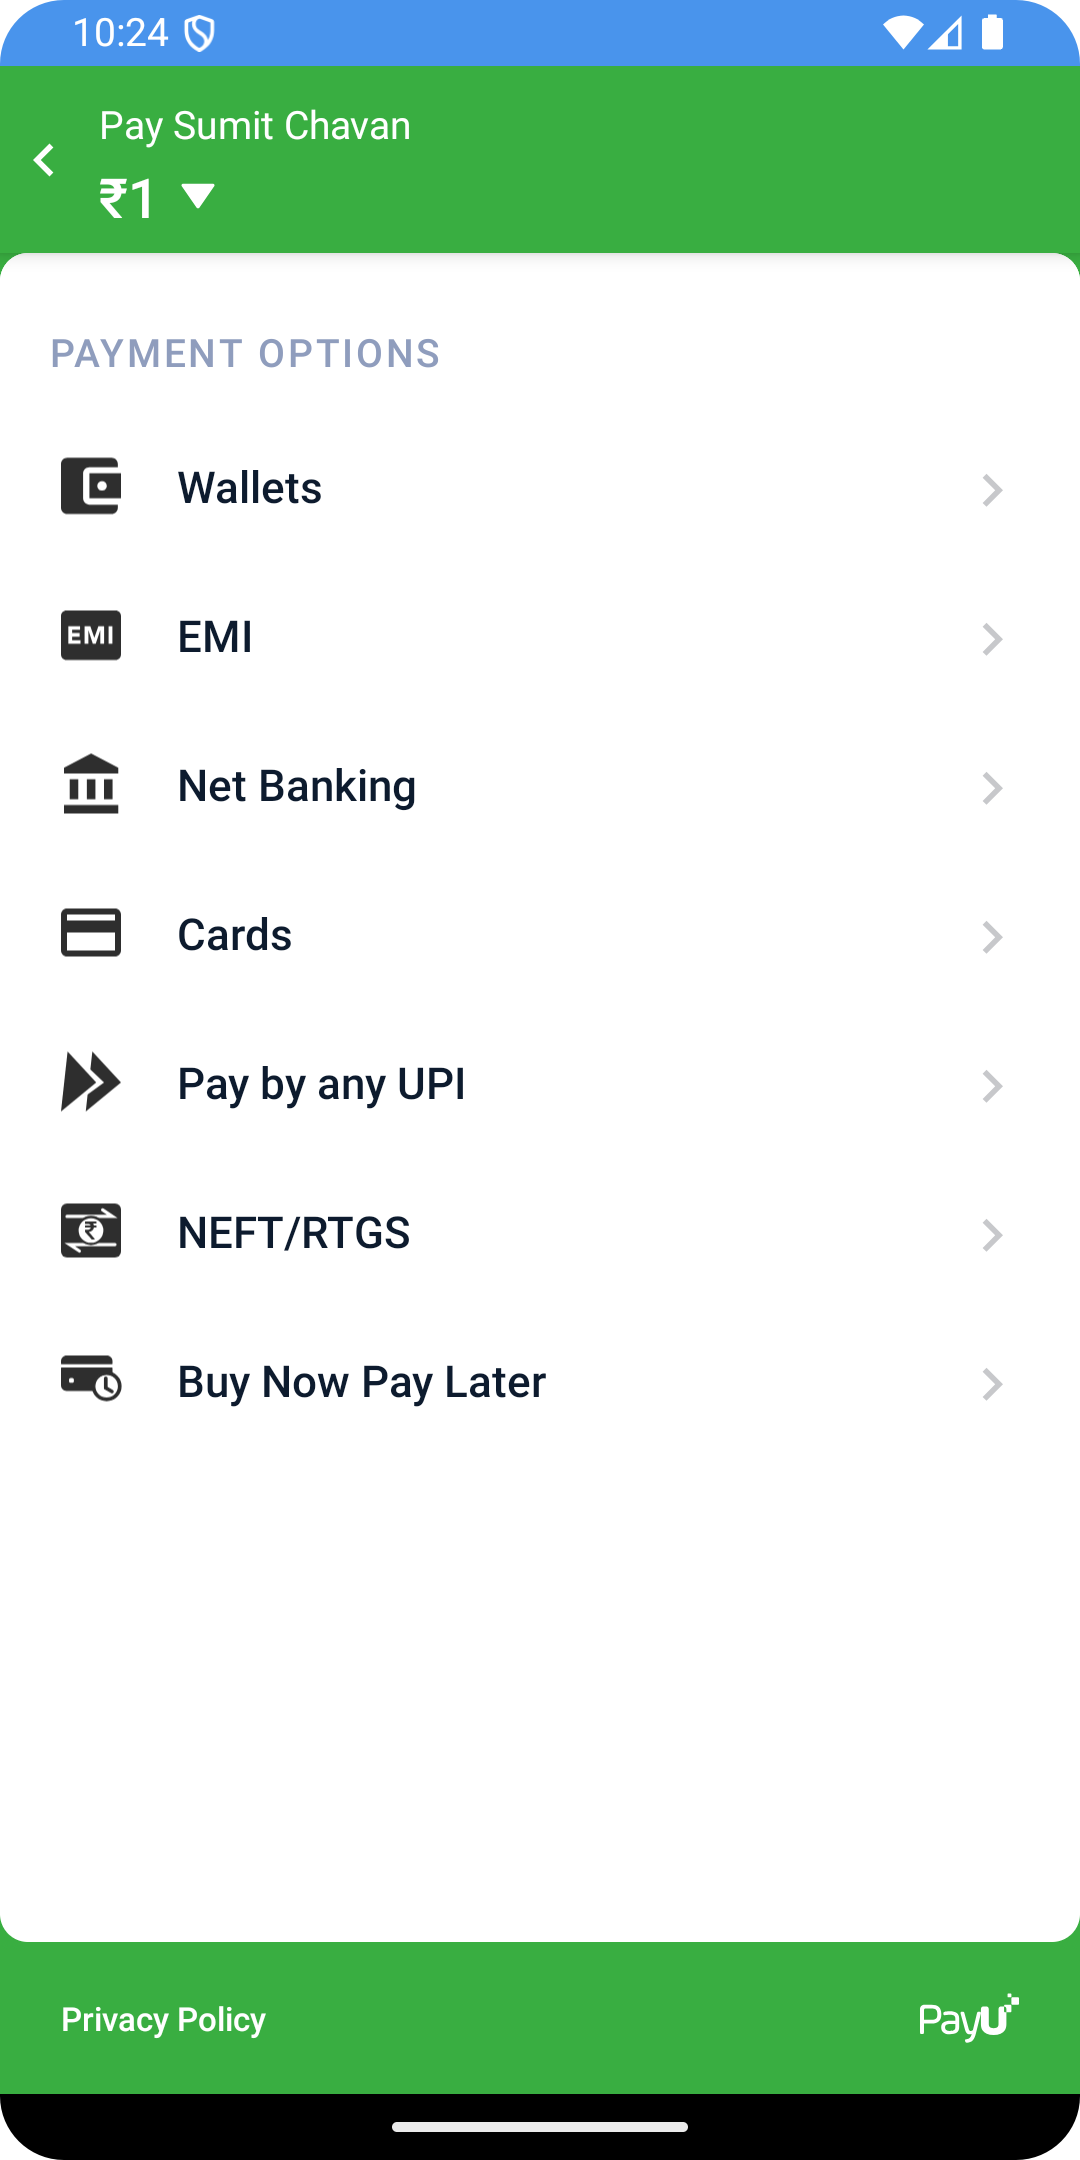 10:24
Pay Sumit Chavan
₹1
PAYMENT OPTIONS
Wallets
EMI
EMI
Net Banking
Cards
Pay by any UPI
₹
NEFT/RTGS
Buy Now Pay Later
Privacy Policy
PayU